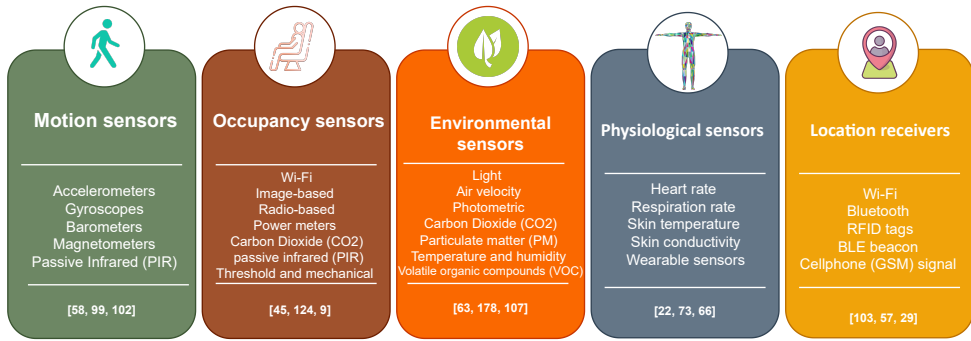 Motion sensors
Accelerometers
Gyroscopes
Barometers
Magnetometers
Passive Infrared (PIR)
[58, 99, 102]
Occupancy sensors
Wi-Fi
Image-based
Radio-based
Power meters
Carbon Dioxide (CO2)
passive infrared (PIR)
Threshold and mechanical
[45, 124, 9]
Environmental
sensors
Light
Air velocity
Photometric
Carbon Dioxide (CO2)
Particulate matter (PM)
Temperature and humidity
Volatile organic compounds (VOC)
[63, 178, 107]
Physiological sensors
Heart rate
Respiration rate
Skin temperature
Skin conductivity
Wearable sensors
[22, 73, 66]
Location receivers
Wi-Fi
Bluetooth
RFID tags
BLE beacon
Cellphone (GSM) signal
[103, 57, 29]